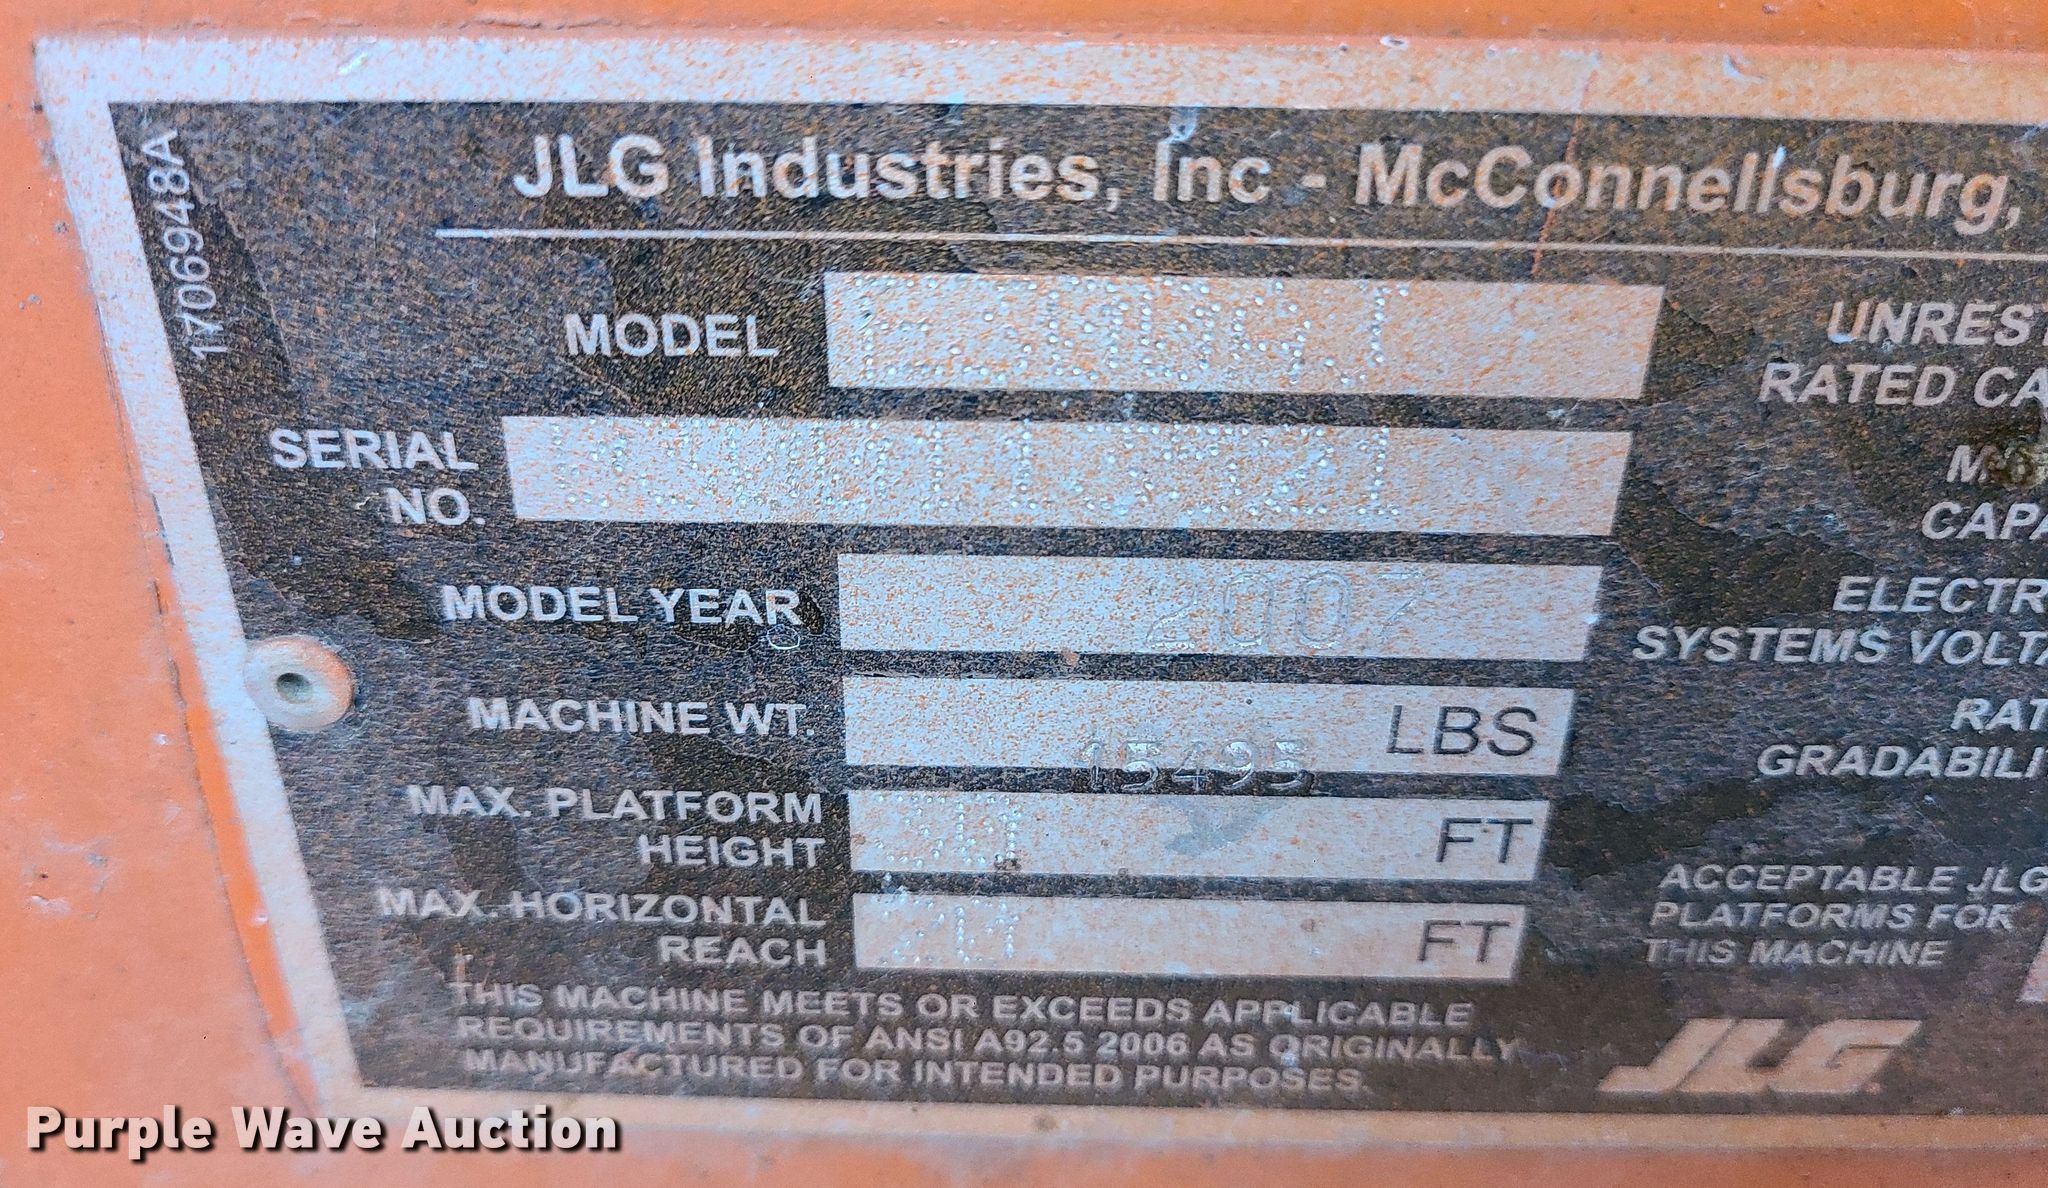 1706948A
JLG Industries, Inc - McConnellsburg,
MODEL
UNREST
RATED CA
SERIAL
NO.
CAPA
MODEL YEAR 2007
ELECTR
SYSTEMS VOLTA
MACHINE WT. 15495 LBS
RAT
GRADABILI
MAX. PLATFORM
HEIGHT FT
MAX. HORIZONTAL
REACH FT
ACCEPTABLE JLG
PLATFORMS FOR
THIS MACHINE
THIS MACHINE MEETS OR EXCEEDS APPLICABLE
REQUIREMENTS OF ANSI A92.5 2006 AS ORIGINALLY
MANUFACTURED FOR INTENDED PURPOSES.
JLG
Purple Wave Auction